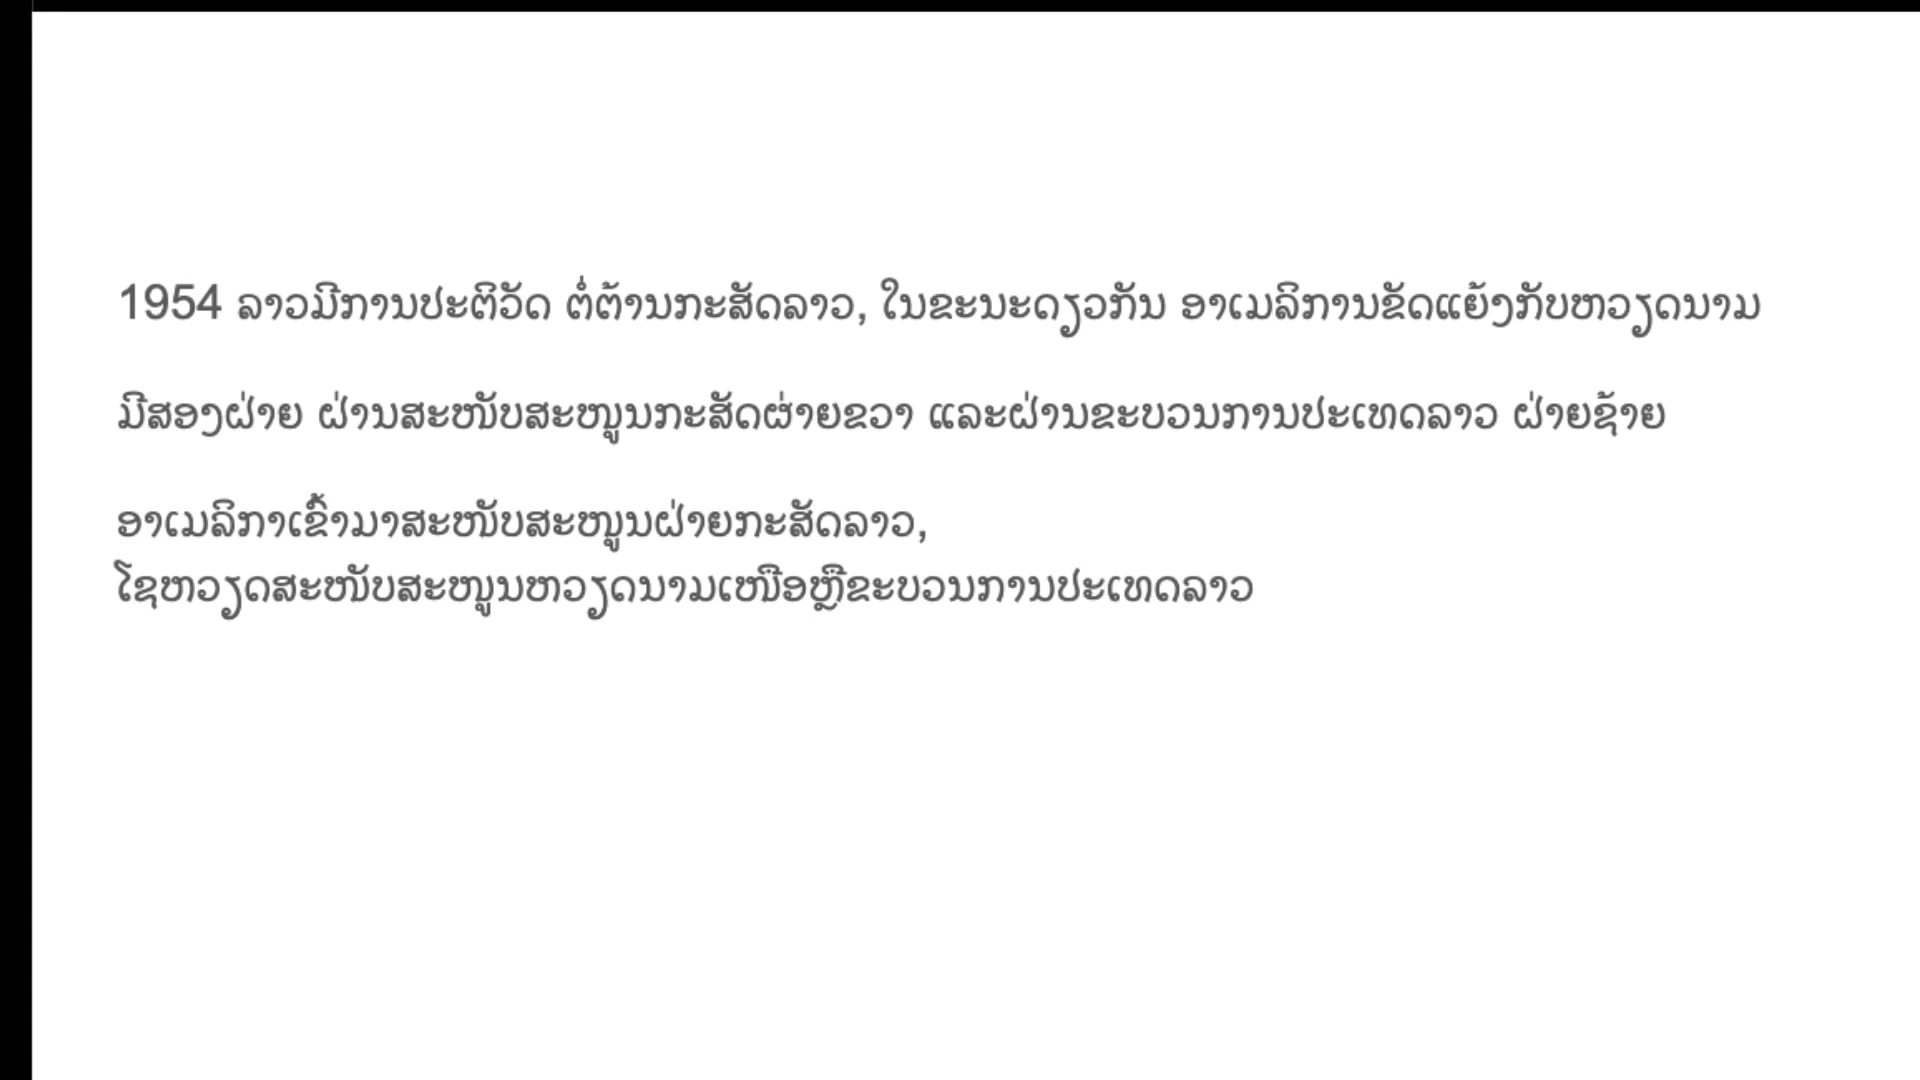 1954 ລາວມີການປະຕິວັດ ຕໍ່ຕ້ານກະສັດລາວ, ໃນຂະນະດຽວກັນ ອາເມລິການຂັດແຍ້ງກັບຫວຽດນາມ
ມີສອງຝ່າຍ ຝ່ານສະໜັບສະໜູນກະສັດຜ່າຍຂວາ ແລະຝ່ານຂະບວນການປະເທດລາວ ຝ່າຍຊ້າຍ
ອາເມລິກາເຂົ້າມາສະໜັບສະໜູນຝ່າຍກະສັດລາວ,
ໂຊຫວຽດສະໜັບສະໜູນຫວຽດນາມເໜືອຫຼືຂະບວນການປະເທດລາວ